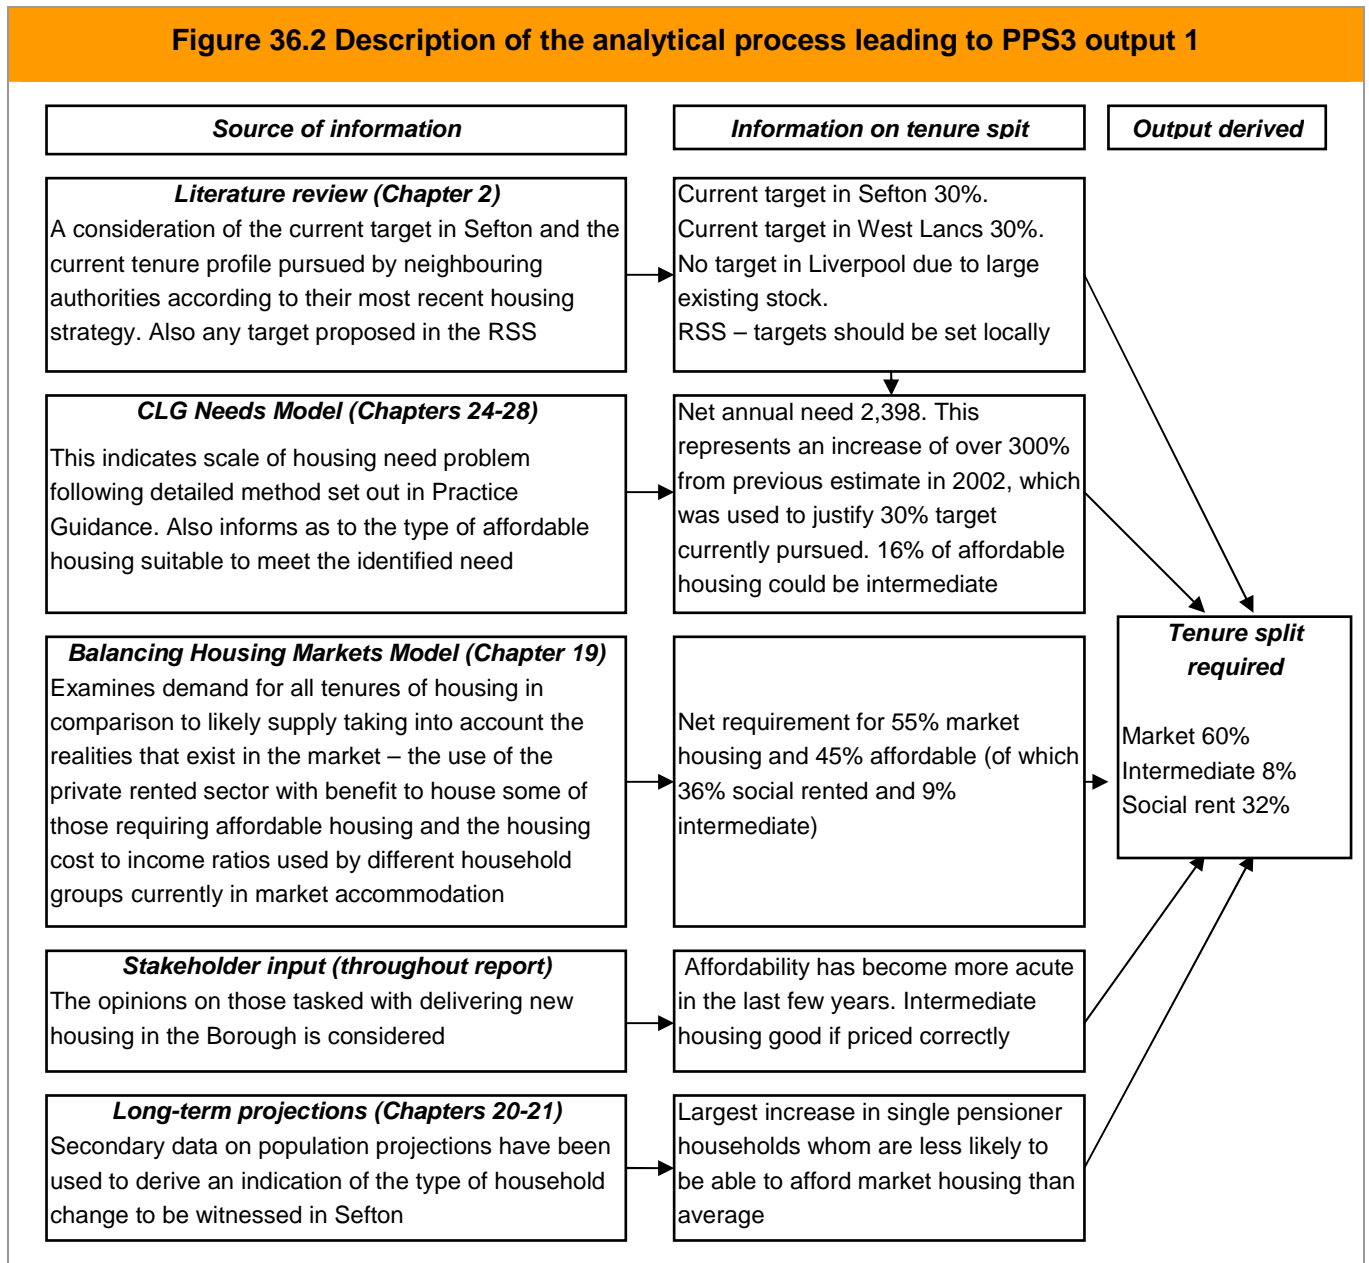 Figure 36.2 Description of the analytical process leading to PPS3 output 1
Source of information
Information on tenure spit
Output derived
Literature review (Chapter 2)
A consideration of the current target in Sefton and the
current tenure profile pursued by neighbouring
authorities according to their most recent housing
strategy. Also any target proposed in the RSS
Current target in Sefton 30%.
Current target in West Lancs 30%.
No target in Liverpool due to large
existing stock.
RSS – targets should be set locally
CLG Needs Model (Chapters 24-28)
This indicates scale of housing need problem
following detailed method set out in Practice
Guidance. Also informs as to the type of affordable
housing suitable to meet the identified need
Net annual need 2,398. This
represents an increase of over 300%
from previous estimate in 2002, which
was used to justify 30% target
currently pursued. 16% of affordable
housing could be intermediate
Balancing Housing Markets Model (Chapter 19)
Examines demand for all tenures of housing in
comparison to likely supply taking into account the
realities that exist in the market – the use of the
private rented sector with benefit to house some of
those requiring affordable housing and the housing
cost to income ratios used by different household
groups currently in market accommodation
Net requirement for 55% market
housing and 45% affordable (of which
36% social rented and 9%
intermediate)
Tenure split
required
Market 60%
Intermediate 8%
Social rent 32%
Stakeholder input (throughout report)
The opinions on those tasked with delivering new
housing in the Borough is considered
Affordability has become more acute
in the last few years. Intermediate
housing good if priced correctly
Long-term projections (Chapters 20-21)
Secondary data on population projections have been
used to derive an indication of the type of household
change to be witnessed in Sefton
Largest increase in single pensioner
households whom are less likely to
be able to afford market housing than
average